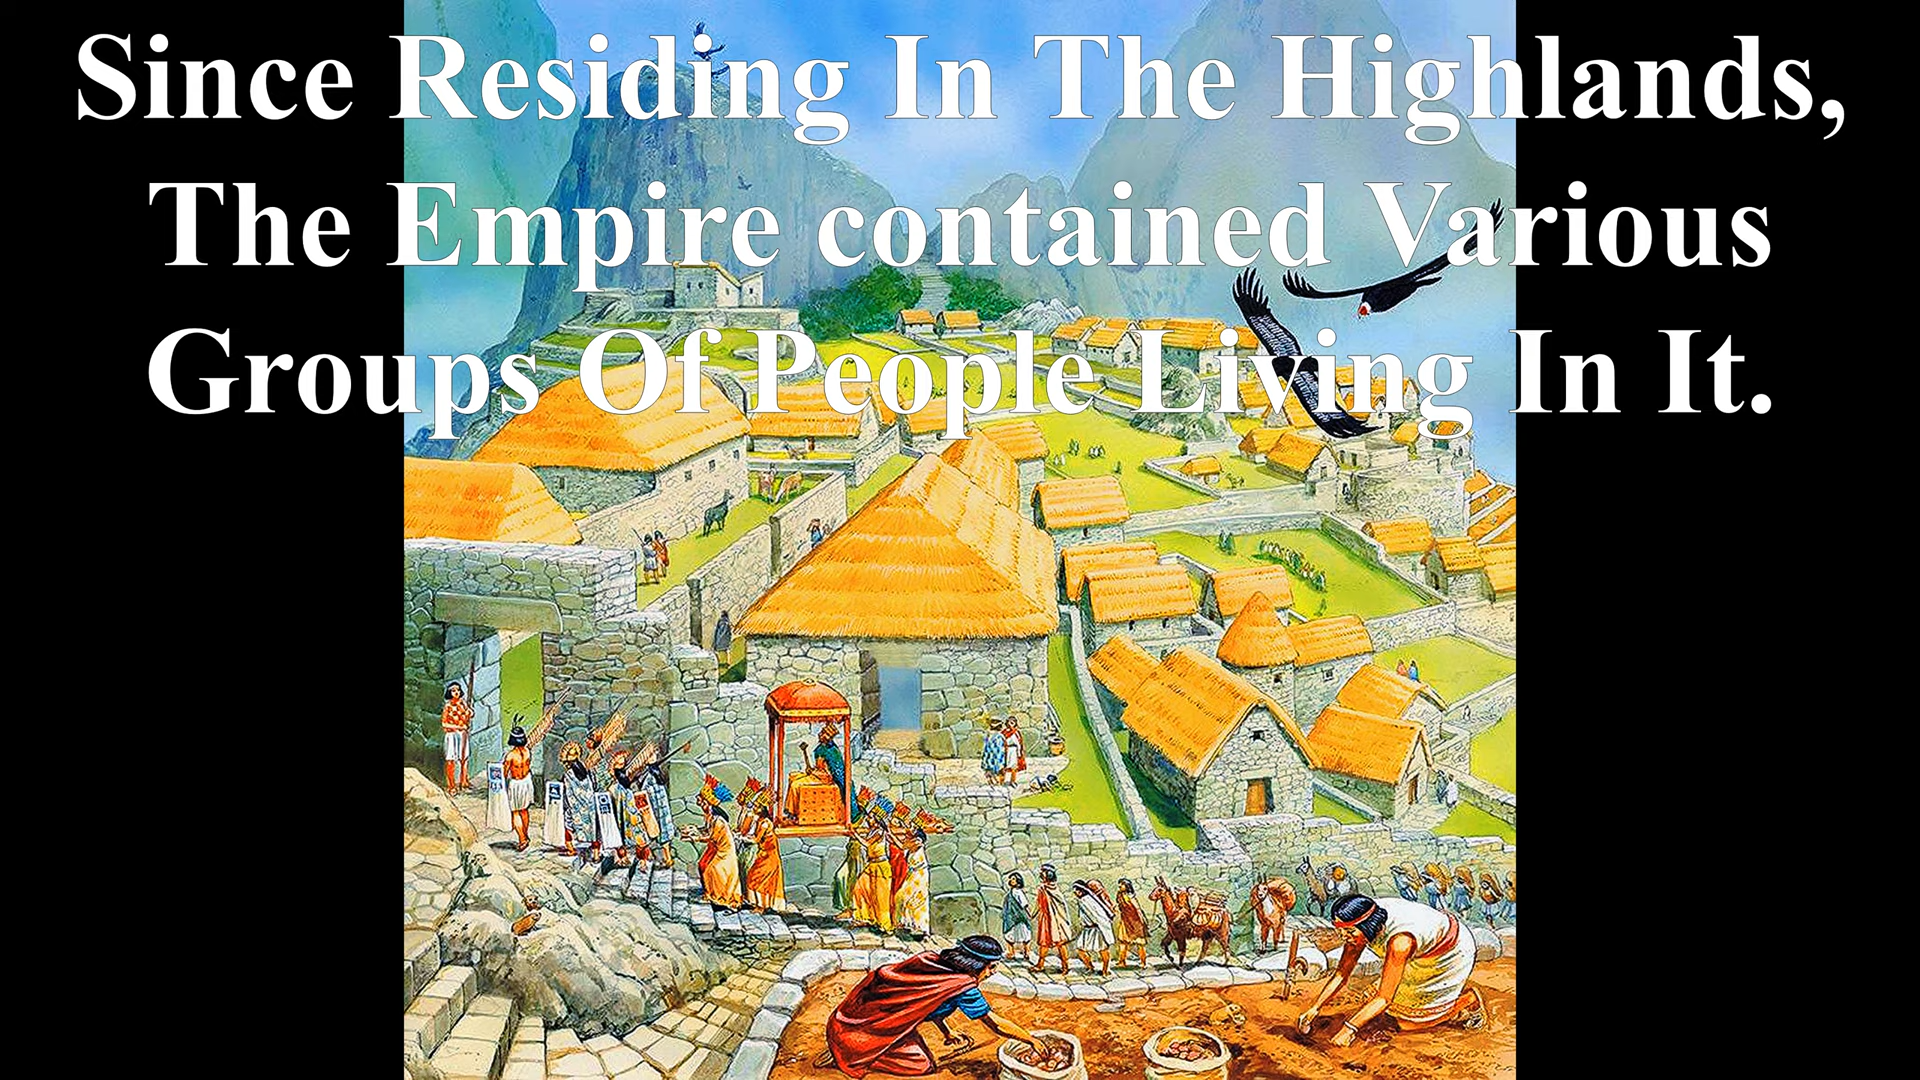 Since Residing In The Highlands,
The Empire contained Various
Groups Of People Living In It.